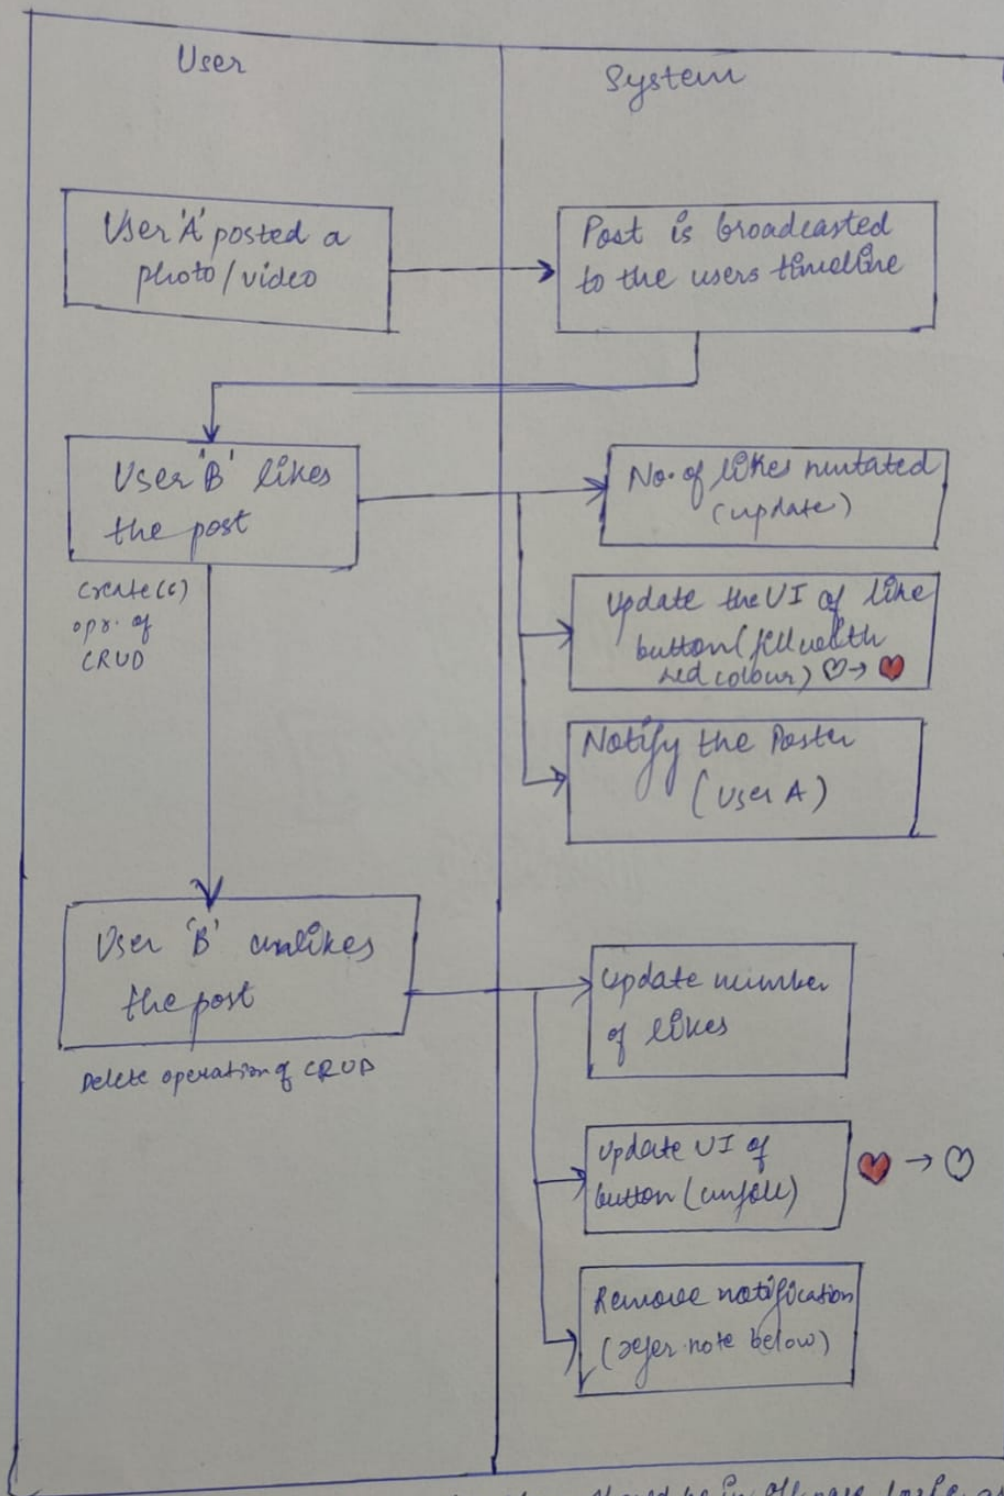 User
System
User 'A' posted a
photo/video
Post is broadcasted
to the users timeline
User 'B' likes
the post
Create(c)
opr. of
CRUD
No. of likes mutated
(update)
Update the UI of like
button (fill with
red colour) ♡→ ♥
Notify the Poster
(User A)
User 'B' unlikes
the post
Delete operation of CRUD
Update number
of likes
Update UI of
button (unfill)
♥ → ♡
Remove notification
(refer note below)
should be in